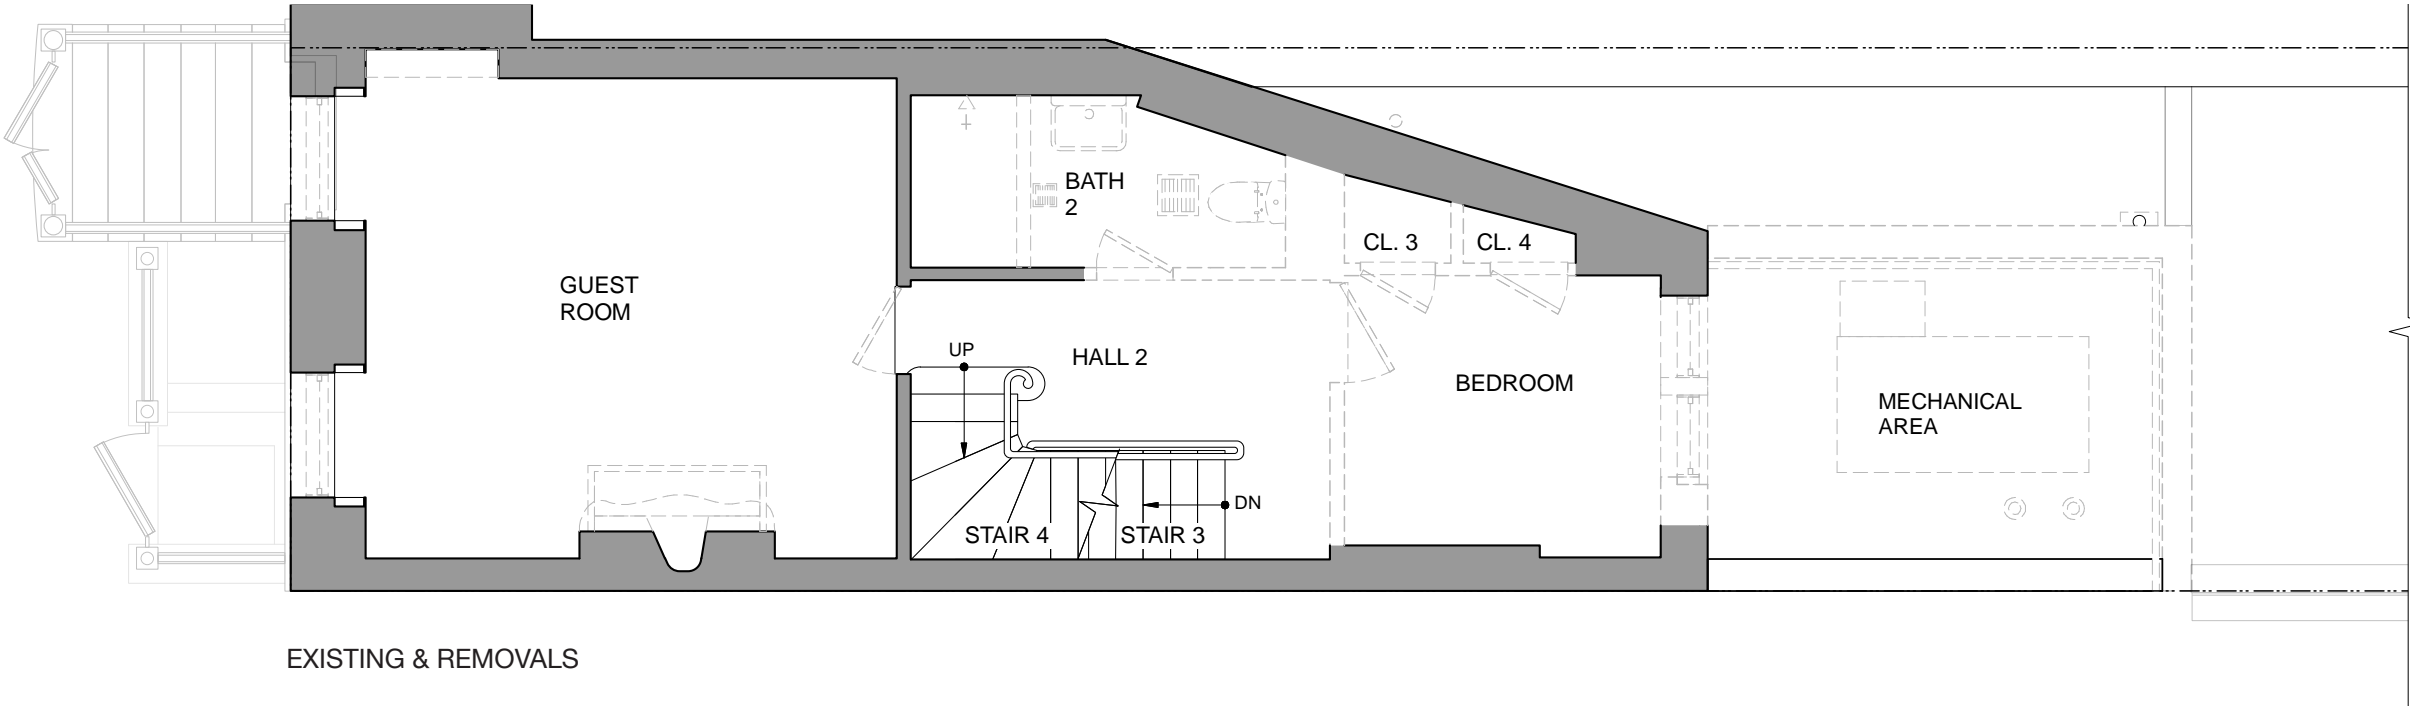 BATH
2
CL. 3
CL. 4
GUEST
ROOM
UP
HALL 2
BEDROOM
MECHANICAL
AREA
DN
STAIR 4
STAIR 3
EXISTING & REMOVALS